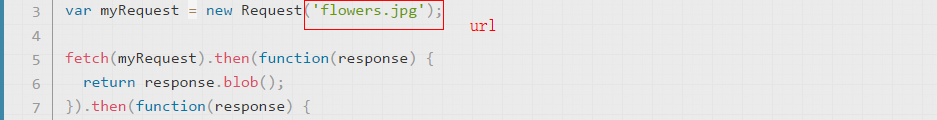 3 var myRequest = new Request('flowers.jpg');
url
4
5 fetch(myRequest).then(function(response) {
6   return response.blob();
7 }).then(function(response) {